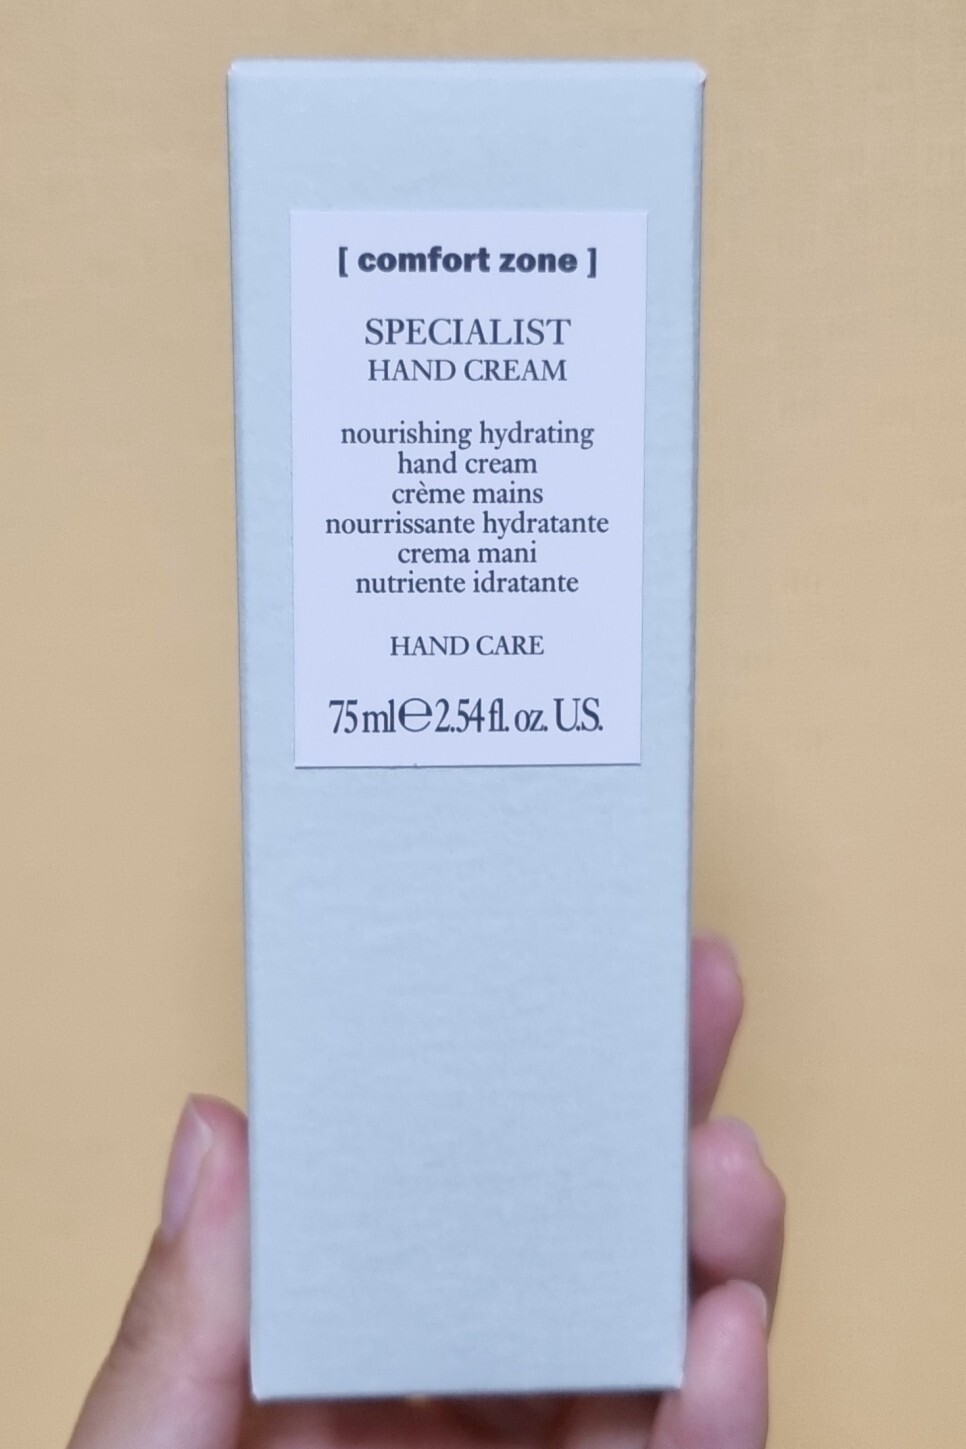 [ comfort zone ]
SPECIALIST
HAND CREAM
nourishing hydrating
hand cream
crème mains
nourrissante hydratante
crema mani
nutriente idratante
HAND CARE
75 ml ℮ 2.54 fl. oz. U.S.